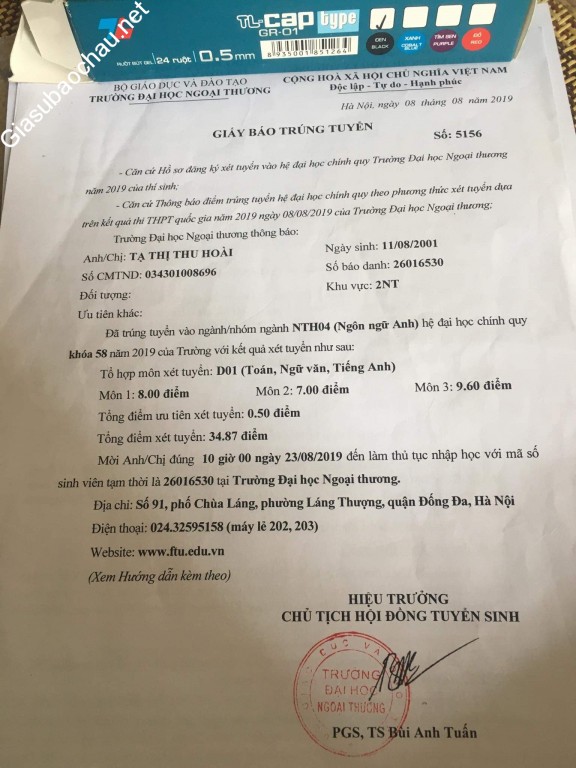 TL-Cap type
GR-01
RUỘT BÚT GEL 24 ruột 0.5mm
8935001851264
ĐEN BLACK
XANH COBALT BLUE
TÍM SEN PURPLE
ĐỎ RED
Giasubaochau.net
BỘ GIÁO DỤC VÀ ĐÀO TẠO
TRƯỜNG ĐẠI HỌC NGOẠI THƯƠNG
CỘNG HOÀ XÃ HỘI CHỦ NGHĨA VIỆT NAM
Độc lập - Tự do - Hạnh phúc
Hà Nội, ngày 08 tháng 08 năm 2019
GIẤY BÁO TRÚNG TUYỂN
Số: 5156
- Căn cứ Hồ sơ đăng ký xét tuyển vào hệ đại học chính quy Trường Đại học Ngoại thương
năm 2019 của thí sinh;
- Căn cứ Thông báo điểm trúng tuyển hệ đại học chính quy theo phương thức xét tuyển dựa
trên kết quả thi THPT quốc gia năm 2019 ngày 08/08/2019 của Trường Đại học Ngoại thương;
Trường Đại học Ngoại thương thông báo:
Anh/Chị: TẠ THỊ THU HOÀI
Ngày sinh: 11/08/2001
Số CMTND: 034301008696
Số báo danh: 26016530
Đối tượng:
Khu vực: 2NT
Ưu tiên khác:
Đã trúng tuyển vào ngành/nhóm ngành NTH04 (Ngôn ngữ Anh) hệ đại học chính quy
khóa 58 năm 2019 của Trường với kết quả xét tuyển như sau:
Tổ hợp môn xét tuyển: D01 (Toán, Ngữ văn, Tiếng Anh)
Môn 1: 8.00 điểm
Môn 2: 7.00 điểm
Môn 3: 9.60 điểm
Tổng điểm ưu tiên xét tuyển: 0.50 điểm
Tổng điểm xét tuyển: 34.87 điểm
Mời Anh/Chị đúng 10 giờ 00 ngày 23/08/2019 đến làm thủ tục nhập học với mã số
sinh viên tạm thời là 26016530 tại Trường Đại học Ngoại thương.
Địa chỉ: Số 91, phố Chùa Láng, phường Láng Thượng, quận Đống Đa, Hà Nội
Điện thoại: 024.32595158 (máy lẻ 202, 203)
Website: www.ftu.edu.vn
(Xem Hướng dẫn kèm theo)
HIỆU TRƯỞNG
CHỦ TỊCH HỘI ĐỒNG TUYỂN SINH
TRƯỜNG
ĐẠI HỌC
NGOẠI THƯƠNG
PGS, TS Bùi Anh Tuấn